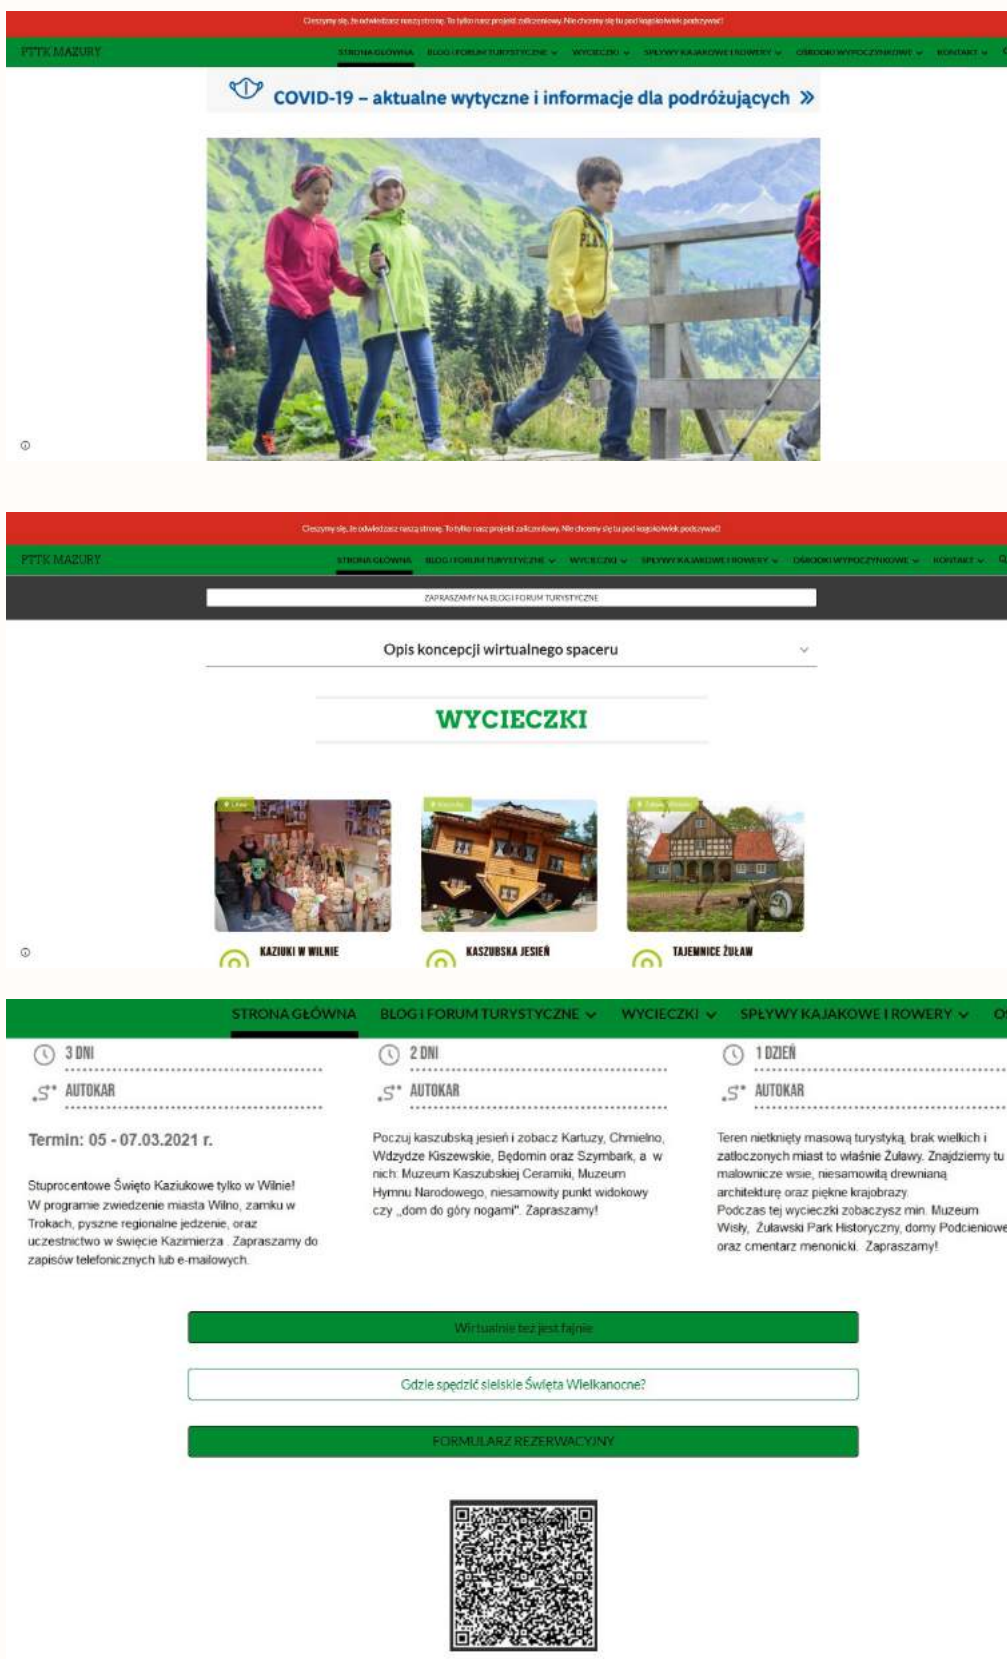 Cieszymy się, że odwiedzasz naszą stronę. To tylko nasz projekt zaliczeniowy. Nie chcemy się tu pod kogokolwiek podszywać!
PTTK MAZURY
STRONA GŁÓWNA BLOG I FORUM TURYSTYCZNE WYCIECZKI SPŁYWY KAJAKOWE I ROWERY OŚRODKI WYPOCZYNKOWE KONTAKT
COVID-19 – aktualne wytyczne i informacje dla podróżujących »
PLAY
Cieszymy się, że odwiedzasz naszą stronę. To tylko nasz projekt zaliczeniowy. Nie chcemy się tu pod kogokolwiek podszywać!
PTTK MAZURY
STRONA GŁÓWNA BLOG I FORUM TURYSTYCZNE WYCIECZKI SPŁYWY KAJAKOWE I ROWERY OŚRODKI WYPOCZYNKOWE KONTAKT
ZAPRASZAMY NA BLOG I FORUM TURYSTYCZNE
Opis koncepcji wirtualnego spaceru
WYCIECZKI
KAZIUKI W WILNIE
KASZUBSKA JESIEŃ
TAJEMNICE ŻUŁAW
STRONA GŁÓWNA BLOG I FORUM TURYSTYCZNE WYCIECZKI SPŁYWY KAJAKOWE I ROWERY
3 DNI
AUTOKAR
Termin: 05 - 07.03.2021 r.
Stuprocentowe Święto Kaziukowe tylko w Wilnie!
W programie zwiedzenie miasta Wilno, zamku w
Trokach, pyszne regionalne jedzenie, oraz
uczestnictwo w święcie Kazimierza . Zapraszamy do
zapisów telefonicznych lub e-mailowych.
2 DNI
AUTOKAR
Poczuj kaszubską jesień i zobacz Kartuzy, Chmielno,
Wdzydze Kiszewskie, Będomin oraz Szymbark, a w
nich: Muzeum Kaszubskiej Ceramiki, Muzeum
Hymnu Narodowego, niesamowity punkt widokowy
czy „dom do góry nogami". Zapraszamy!
1 DZIEŃ
AUTOKAR
Teren nietknięty masową turystyką, brak wielkich i
zatłoczonych miast to właśnie Żuławy. Znajdziemy tu
malownicze wsie, niesamowitą drewnianą
architekturę oraz piękne krajobrazy.
Podczas tej wycieczki zobaczysz min. Muzeum
Wisły, Żuławski Park Historyczny, domy Podcieniowe
oraz cmentarz menonicki. Zapraszamy!
Wirtualnie też jest fajnie
Gdzie spędzić sielskie Święta Wielkanocne?
FORMULARZ REZERWACYJNY